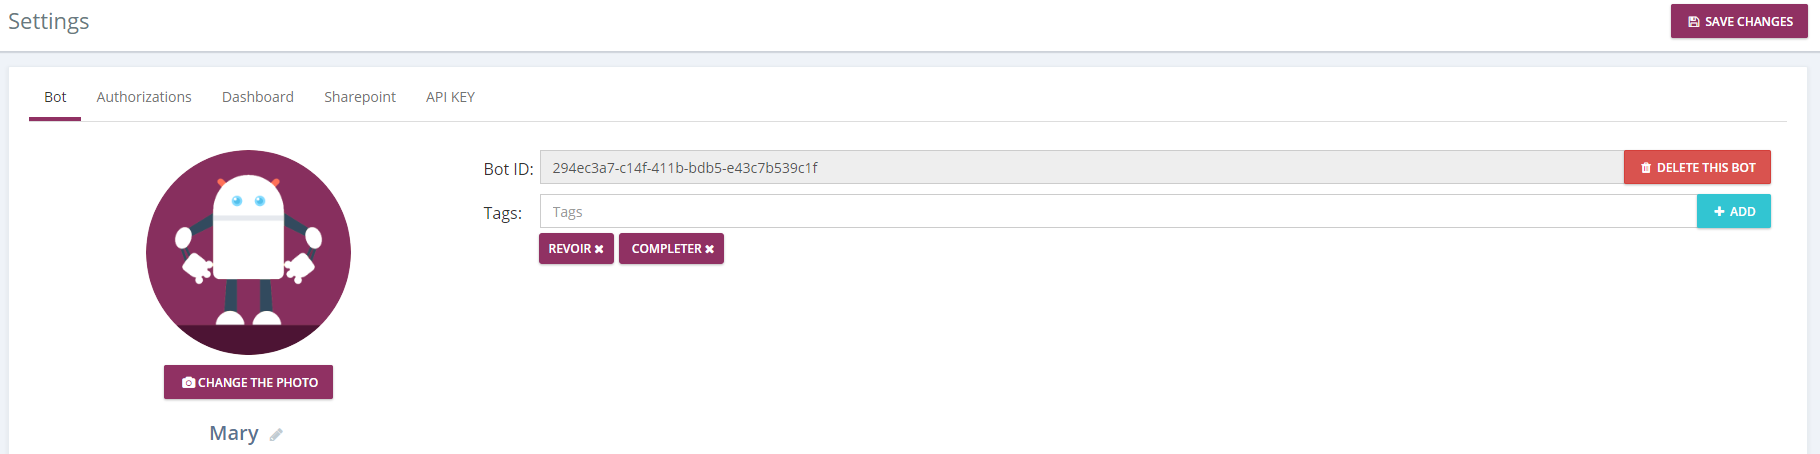 Settings
SAVE CHANGES
Bot Authorizations Dashboard Sharepoint API KEY
Bot ID: 294ec3a7-c14f-411b-bdb5-e43c7b539c1f DELETE THIS BOT
Tags: Tags + ADD
REVOIR ✖ COMPLETER ✖
CHANGE THE PHOTO
Mary